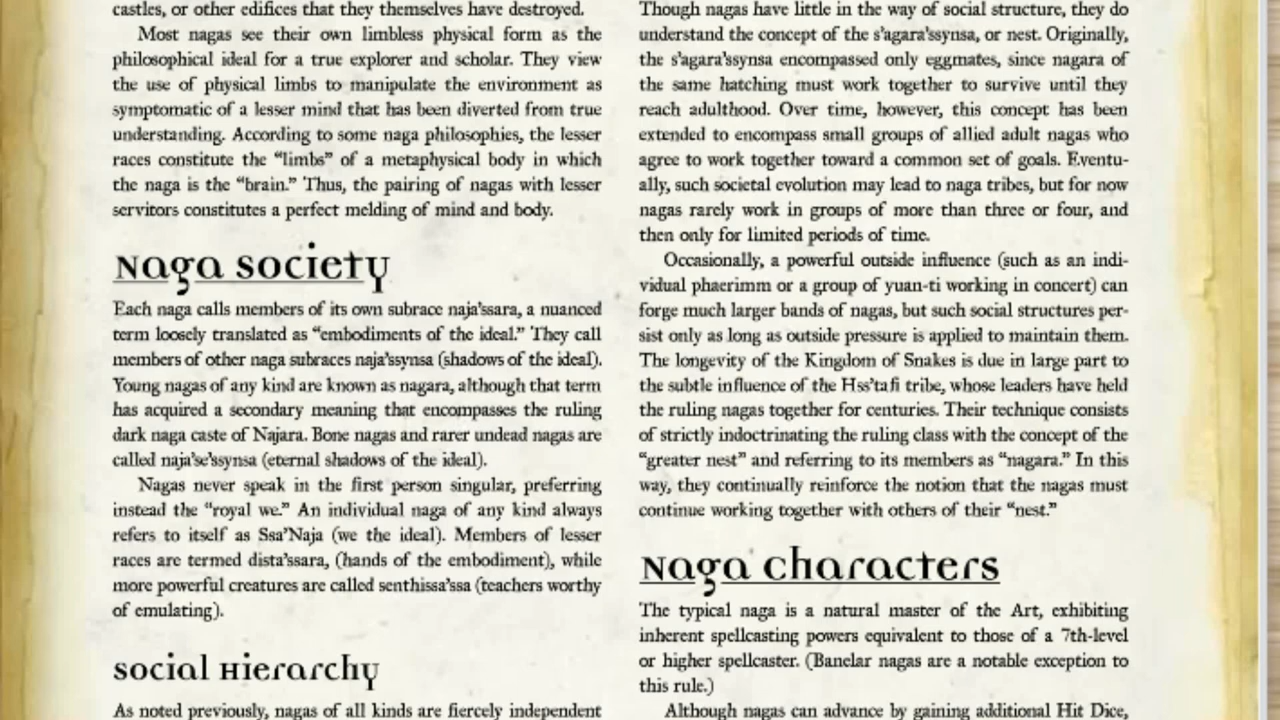 castles, or other edifices that they themselves have destroyed.
Most nagas see their own limbless physical form as the
philosophical ideal for a true explorer and scholar. They view
the use of physical limbs to manipulate the environment as
symptomatic of a lesser mind that has been diverted from true
understanding. According to some naga philosophies, the lesser
races constitute the “limbs” of a metaphysical body in which
the naga is the “brain.” Thus, the pairing of nagas with lesser
servitors constitutes a perfect melding of mind and body.
Naga Society
Each naga calls members of its own subrace naja’ssara, a nuanced
term loosely translated as “embodiments of the ideal.” They call
members of other naga subraces naja’ssynsa (shadows of the ideal).
Young nagas of any kind are known as nagara, although that term
has acquired a secondary meaning that encompasses the ruling
dark naga caste of Najara. Bone nagas and rarer undead nagas are
called naja’se’ssynsa (eternal shadows of the ideal).
Nagas never speak in the first person singular, preferring
instead the “royal we.” An individual naga of any kind always
refers to itself as Ssa’Naja (we the ideal). Members of lesser
races are termed dista’ssara, (hands of the embodiment), while
more powerful creatures are called senthissa’ssa (teachers worthy
of emulating).
Social Hierarchy
As noted previously, nagas of all kinds are fiercely independent
Though nagas have little in the way of social structure, they do
understand the concept of the s’agara’ssynsa, or nest. Originally,
the s’agara’ssynsa encompassed only eggmates, since nagara of
the same hatching must work together to survive until they
reach adulthood. Over time, however, this concept has been
extended to encompass small groups of allied adult nagas who
agree to work together toward a common set of goals. Eventu-
ally, such societal evolution may lead to naga tribes, but for now
nagas rarely work in groups of more than three or four, and
then only for limited periods of time.
Occasionally, a powerful outside influence (such as an indi-
vidual phaerimm or a group of yuan-ti working in concert) can
forge much larger bands of nagas, but such social structures per-
sist only as long as outside pressure is applied to maintain them.
The longevity of the Kingdom of Snakes is due in large part to
the subtle influence of the Hss’tafi tribe, whose leaders have held
the ruling nagas together for centuries. Their technique consists
of strictly indoctrinating the ruling class with the concept of the
“greater nest” and referring to its members as “nagara.” In this
way, they continually reinforce the notion that the nagas must
continue working together with others of their “nest.”
Naga Characters
The typical naga is a natural master of the Art, exhibiting
inherent spellcasting powers equivalent to those of a 7th-level
or higher spellcaster. (Banelar nagas are a notable exception to
this rule.)
Although nagas can advance by gaining additional Hit Dice,